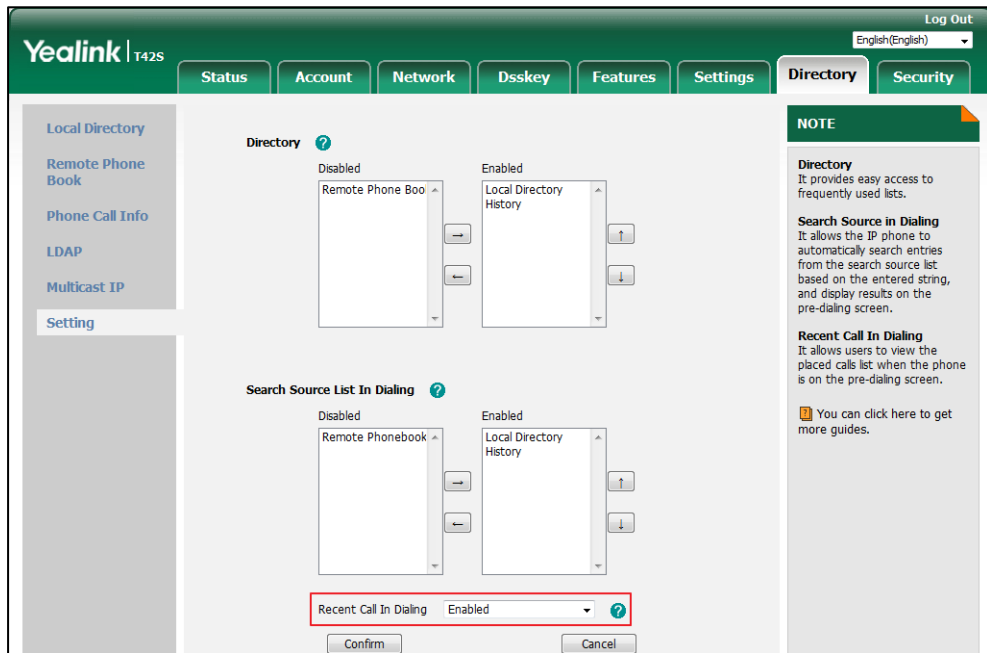 Log Out
Yealink T42S
English(English)
Status Account Network Dsskey Features Settings Directory Security
Local Directory
Remote Phone
Book
Phone Call Info
LDAP
Multicast IP
Setting
Directory ?
Disabled Enabled
Remote Phone Boo
Local Directory
History
→ ↑
← ↓
Search Source List In Dialing ?
Disabled Enabled
Remote Phonebook
Local Directory
History
→ ↑
← ↓
Recent Call In Dialing Enabled ?
Confirm Cancel
NOTE
Directory
It provides easy access to
frequently used lists.
Search Source in Dialing
It allows the IP phone to
automatically search entries
from the search source list
based on the entered string,
and display results on the
pre-dialing screen.
Recent Call In Dialing
It allows users to view the
placed calls list when the phone
is on the pre-dialing screen.
? You can click here to get
more guides.